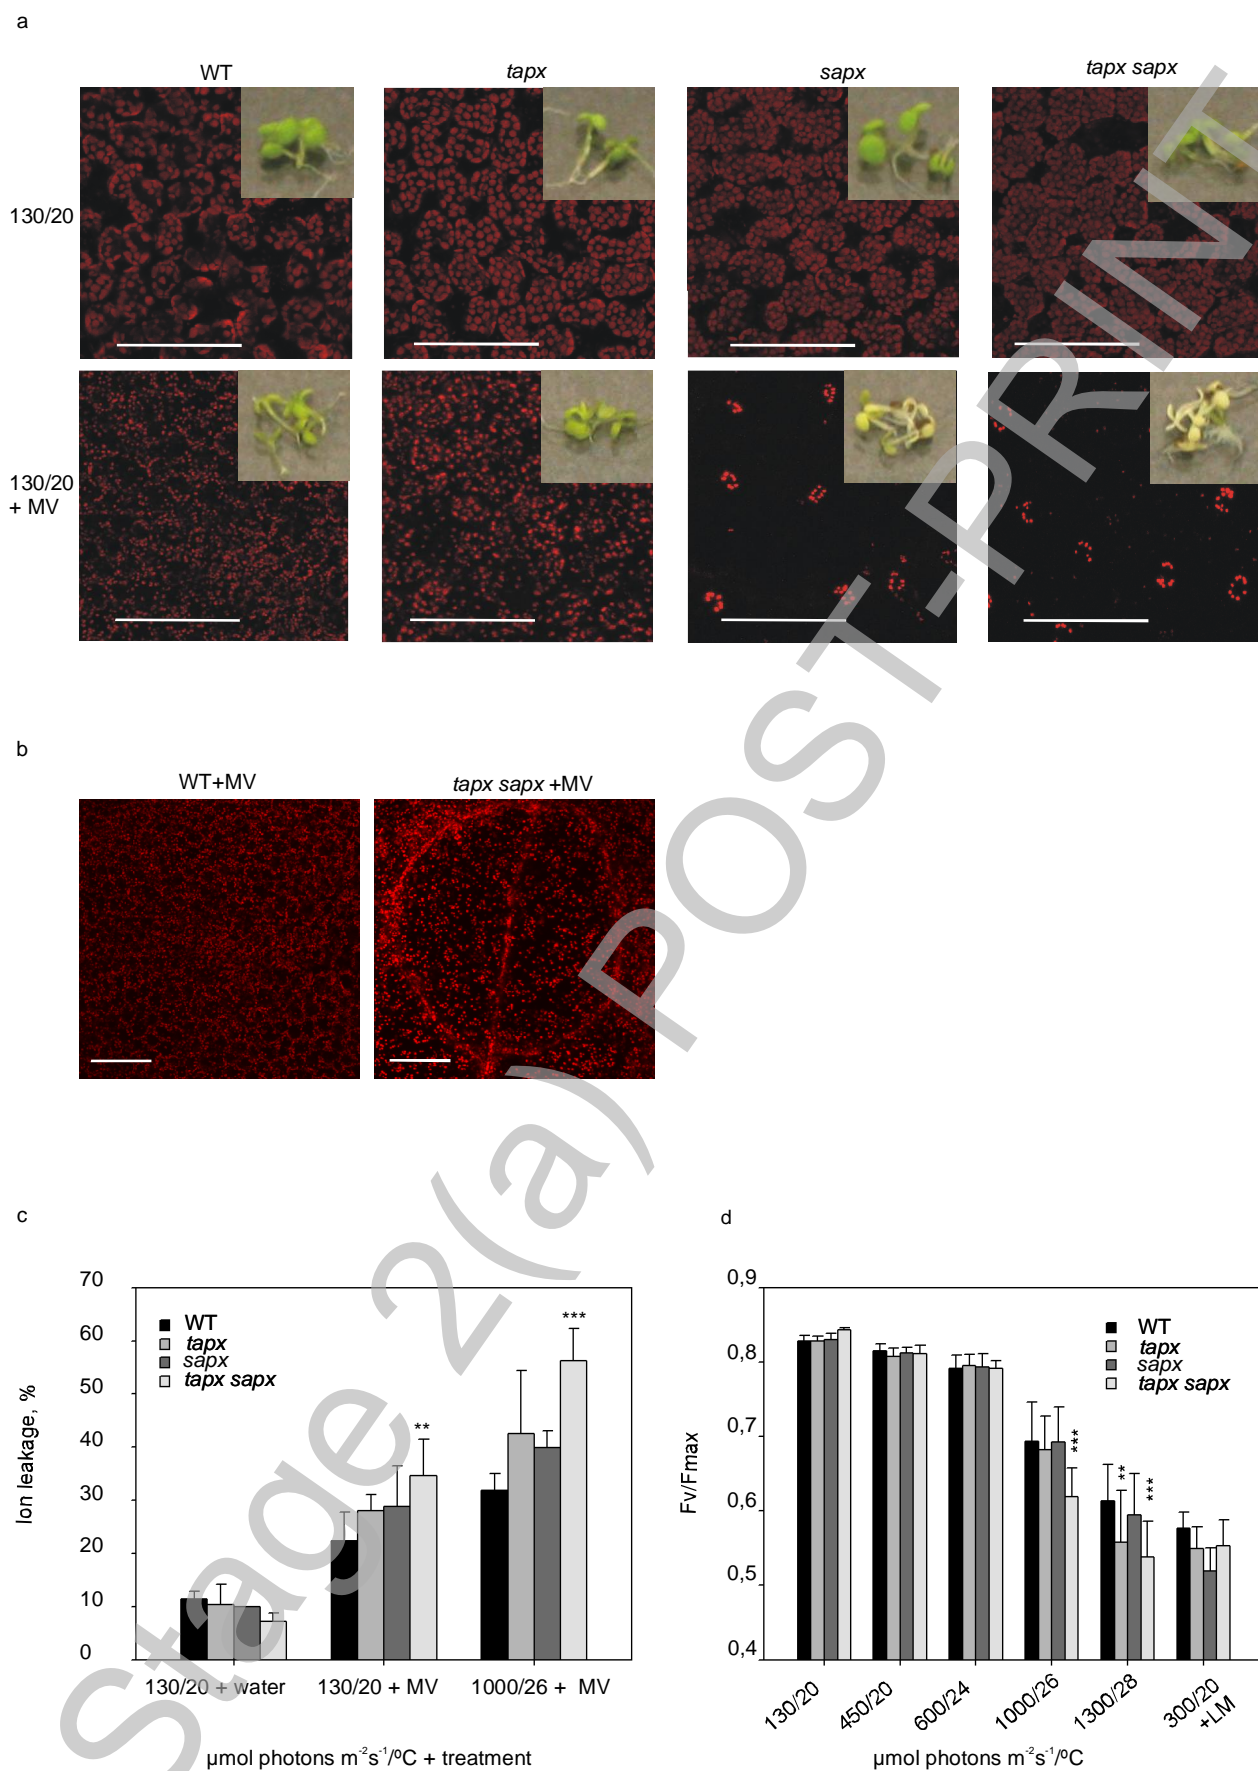 a
WT
tapx
sapx
tapx sapx
130/20
130/20
+ MV
b
WT+MV
tapx sapx +MV
c
70
60
50
40
30
20
10
0
Ion leakage, %
WT
tapx
sapx
tapx sapx
**
***
130/20 + water
130/20 + MV
1000/26 + MV
µmol photons m⁻²s⁻¹/ºC + treatment
d
0,9
0,8
0,7
0,6
0,5
0,4
Fv/Fmax
WT
tapx
sapx
tapx sapx
***
**
***
130/20
450/20
600/24
1000/26
1300/28
300/20
+LM
µmol photons m⁻²s⁻¹/ºC
Stage 2(a) POST-PRINT